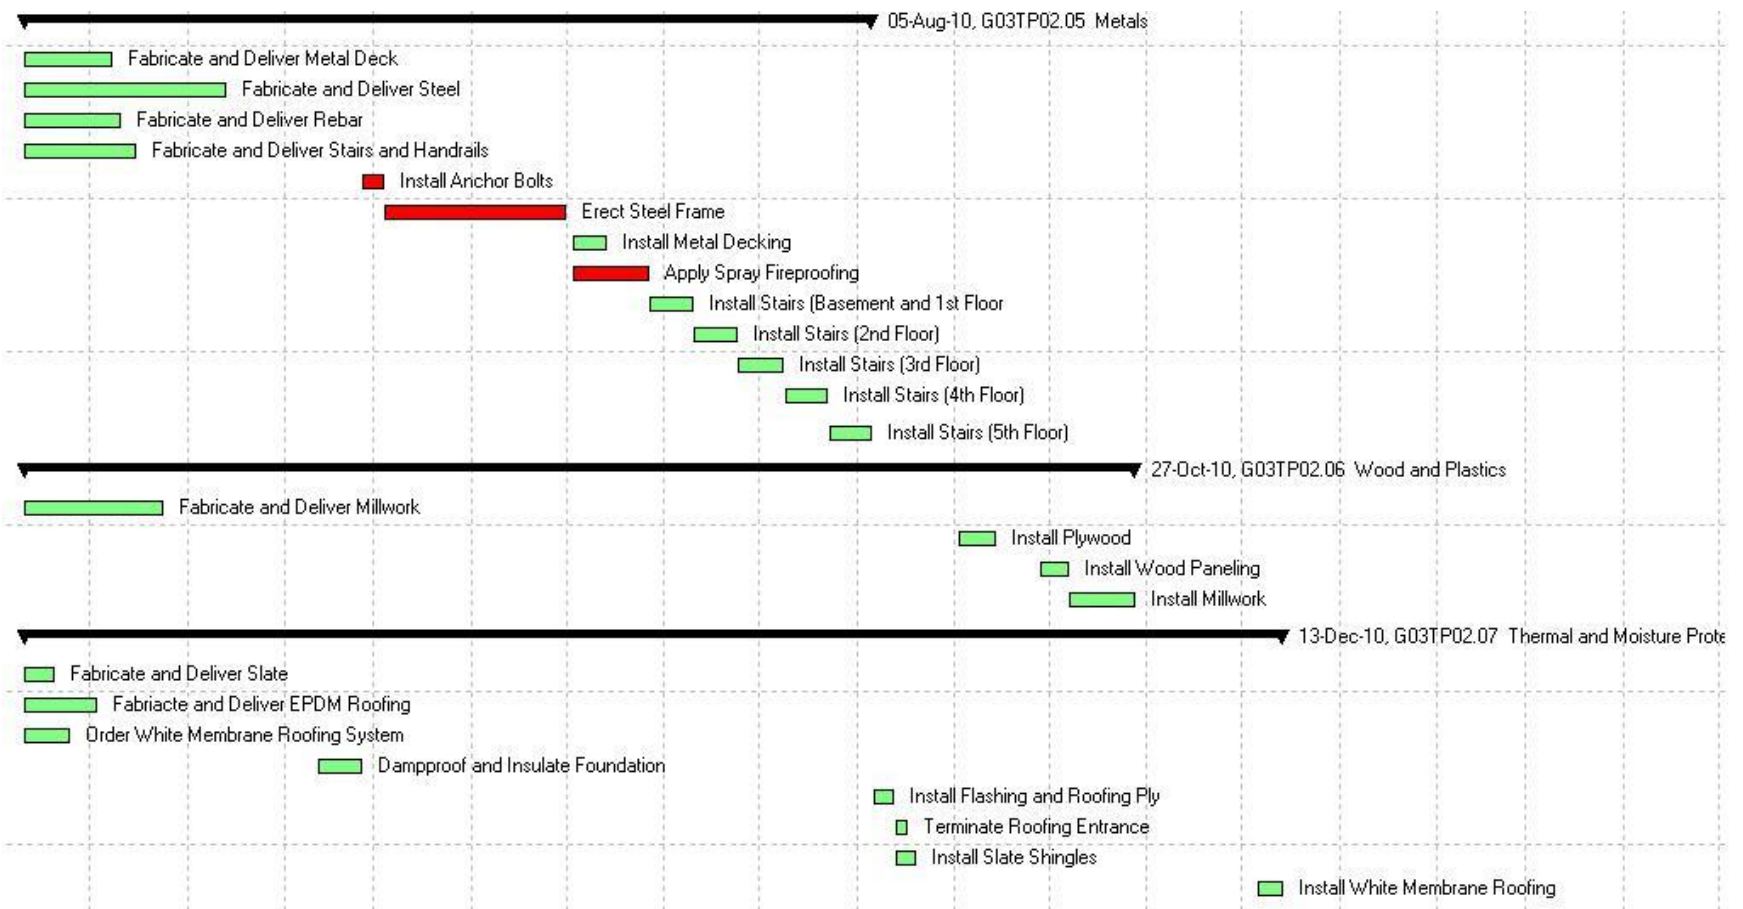 05-Aug-10, G03TP02.05 Metals
Fabricate and Deliver Metal Deck
Fabricate and Deliver Steel
Fabricate and Deliver Rebar
Fabricate and Deliver Stairs and Handrails
Install Anchor Bolts
Erect Steel Frame
Install Metal Decking
Apply Spray Fireproofing
Install Stairs (Basement and 1st Floor
Install Stairs (2nd Floor)
Install Stairs (3rd Floor)
Install Stairs (4th Floor)
Install Stairs (5th Floor)
27-Oct-10, G03TP02.06 Wood and Plastics
Fabricate and Deliver Millwork
Install Plywood
Install Wood Paneling
Install Millwork
13-Dec-10, G03TP02.07 Thermal and Moisture Prote
Fabricate and Deliver Slate
Fabriacte and Deliver EPDM Roofing
Order White Membrane Roofing System
Dampproof and Insulate Foundation
Install Flashing and Roofing Ply
Terminate Roofing Entrance
Install Slate Shingles
Install White Membrane Roofing